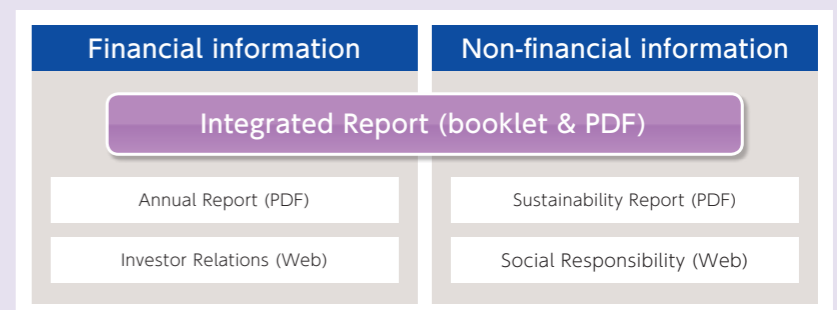 Financial information
Non-financial information
Integrated Report (booklet & PDF)
Annual Report (PDF)
Sustainability Report (PDF)
Investor Relations (Web)
Social Responsibility (Web)